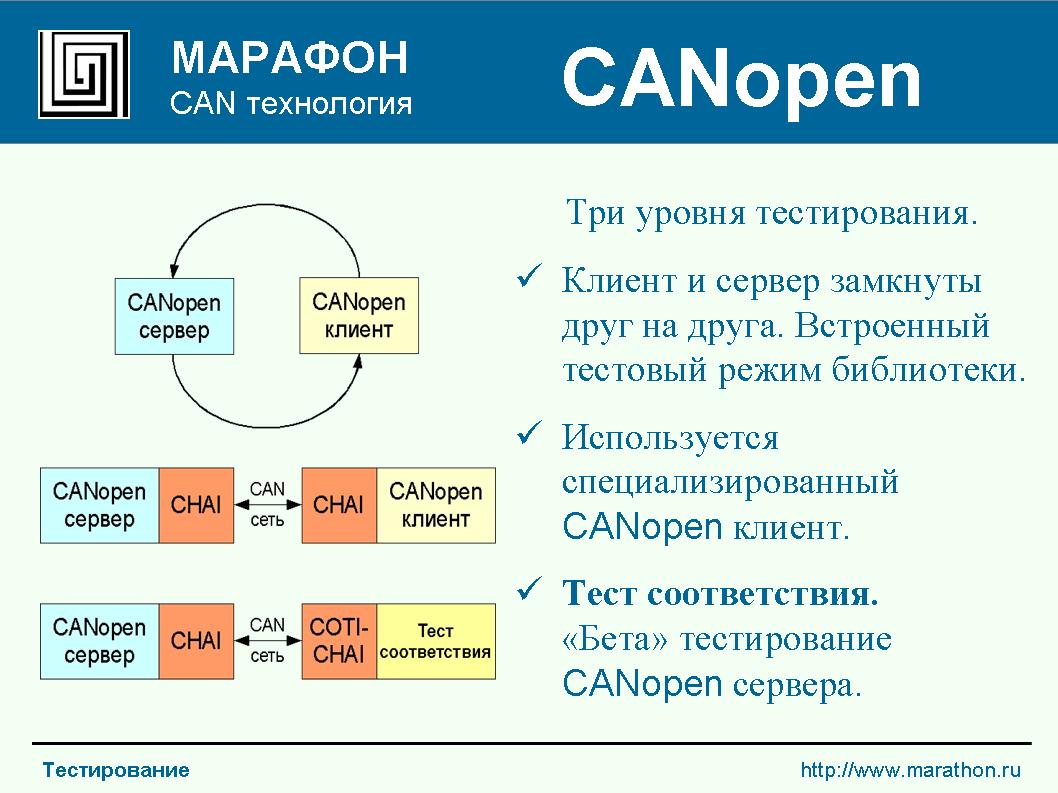 МАРАФОН
CAN технология
CANopen
Три уровня тестирования.
✓ Клиент и сервер замкнуты
друг на друга. Встроенный
тестовый режим библиотеки.
✓ Используется
специализированный
CANopen клиент.
✓ Тест соответствия.
«Бета» тестирование
CANopen сервера.
CANopen
сервер
CANopen
клиент
CANopen
сервер
CHAI
CAN
сеть
CHAI
CANopen
клиент
CANopen
сервер
CHAI
CAN
сеть
COTI-
CHAI
Тест
соответствия
Тестирование
http://www.marathon.ru